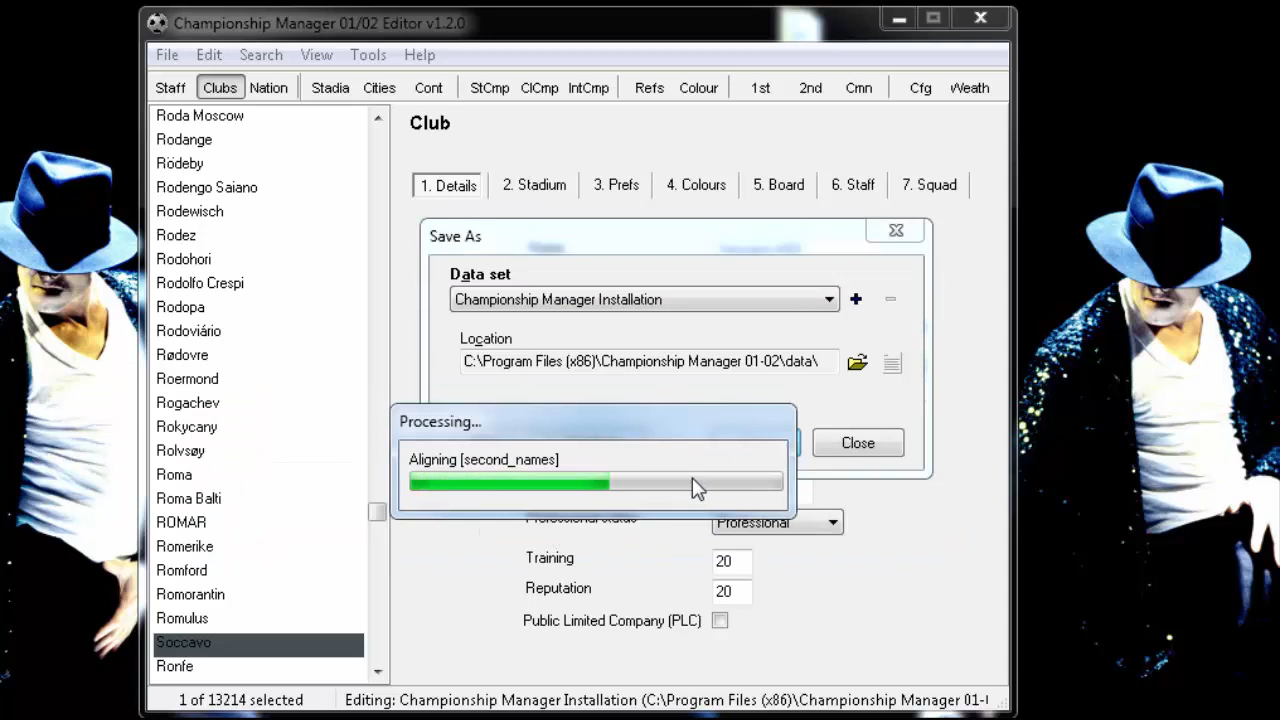 Championship Manager 01/02 Editor v1.2.0
File Edit Search View Tools Help
Staff Clubs Nation Stadia Cities Cont StCmp ClCmp IntCmp Refs Colour 1st 2nd Cmn Cfg Weath
Roda Moscow
Rodange
Rödeby
Rodengo Saiano
Rodewisch
Rodez
Rodohori
Rodolfo Crespi
Rodopa
Rodoviário
Rødovre
Roermond
Rogachev
Rokycany
Rolvsøy
Roma
Roma Balti
ROMAR
Romerike
Romford
Romorantin
Romulus
Soccavo
Ronfe
Club
1. Details 2. Stadium 3. Prefs 4. Colours 5. Board 6. Staff 7. Squad
Save As
Data set
Championship Manager Installation
Location
C:\Program Files (x86)\Championship Manager 01-02\data\
Close
Processing...
Aligning [second_names]
Professional status Professional
Training 20
Reputation 20
Public Limited Company (PLC)
1 of 13214 selected Editing: Championship Manager Installation (C:\Program Files (x86)\Championship Manager 01-